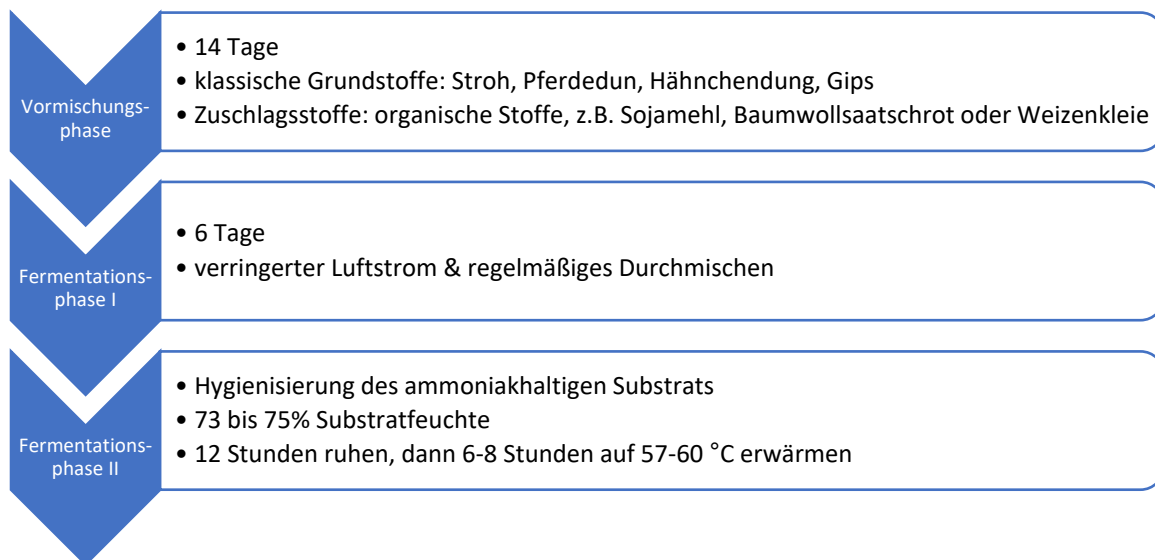 Vormischungs-
phase
• 14 Tage
• klassische Grundstoffe: Stroh, Pferdedun, Hähnchendung, Gips
• Zuschlagsstoffe: organische Stoffe, z.B. Sojamehl, Baumwollsaatschrot oder Weizenkleie
Fermentations-
phase I
• 6 Tage
• verringerter Luftstrom & regelmäßiges Durchmischen
Fermentations-
phase II
• Hygienisierung des ammoniakhaltigen Substrats
• 73 bis 75% Substratfeuchte
• 12 Stunden ruhen, dann 6-8 Stunden auf 57-60 °C erwärmen